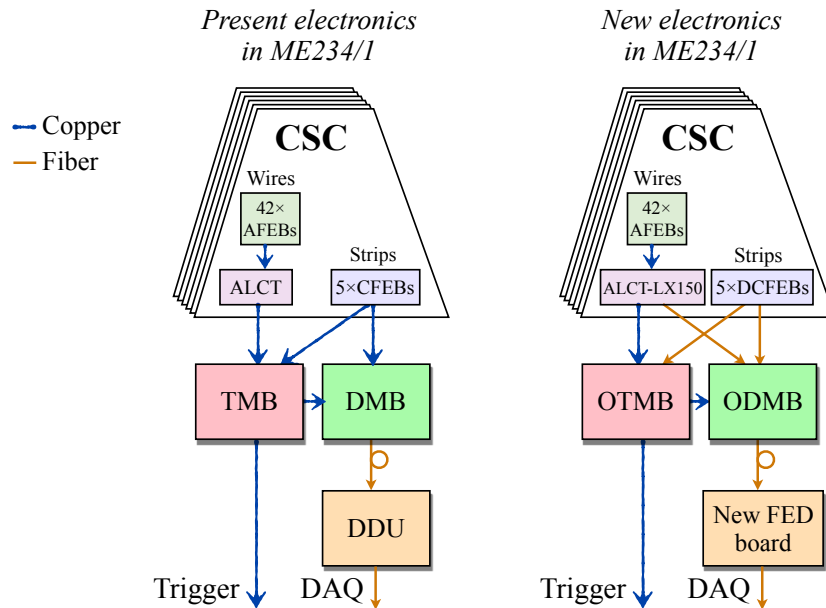 Present electronics
in ME234/1
New electronics
in ME234/1
Copper
Fiber
CSC
Wires
42×
AFEBs
Strips
ALCT
5×CFEBs
TMB
DMB
DDU
Trigger
DAQ
CSC
Wires
42×
AFEBs
Strips
ALCT-LX150
5×DCFEBs
OTMB
ODMB
New FED
board
Trigger
DAQ